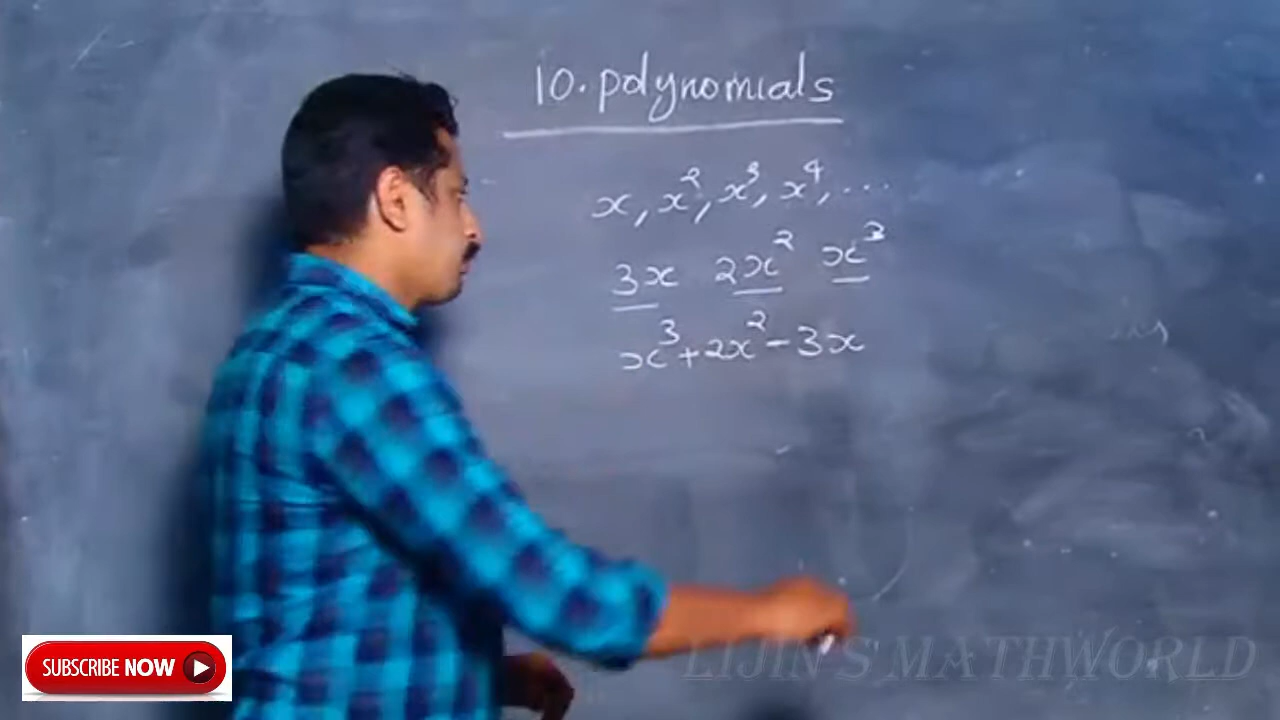 10. polynomials
x, x², x³, x⁴, ...
3x 2x² x³
x³+2x²-3x
SUBSCRIBE NOW
LIJIN'S MATHWORLD